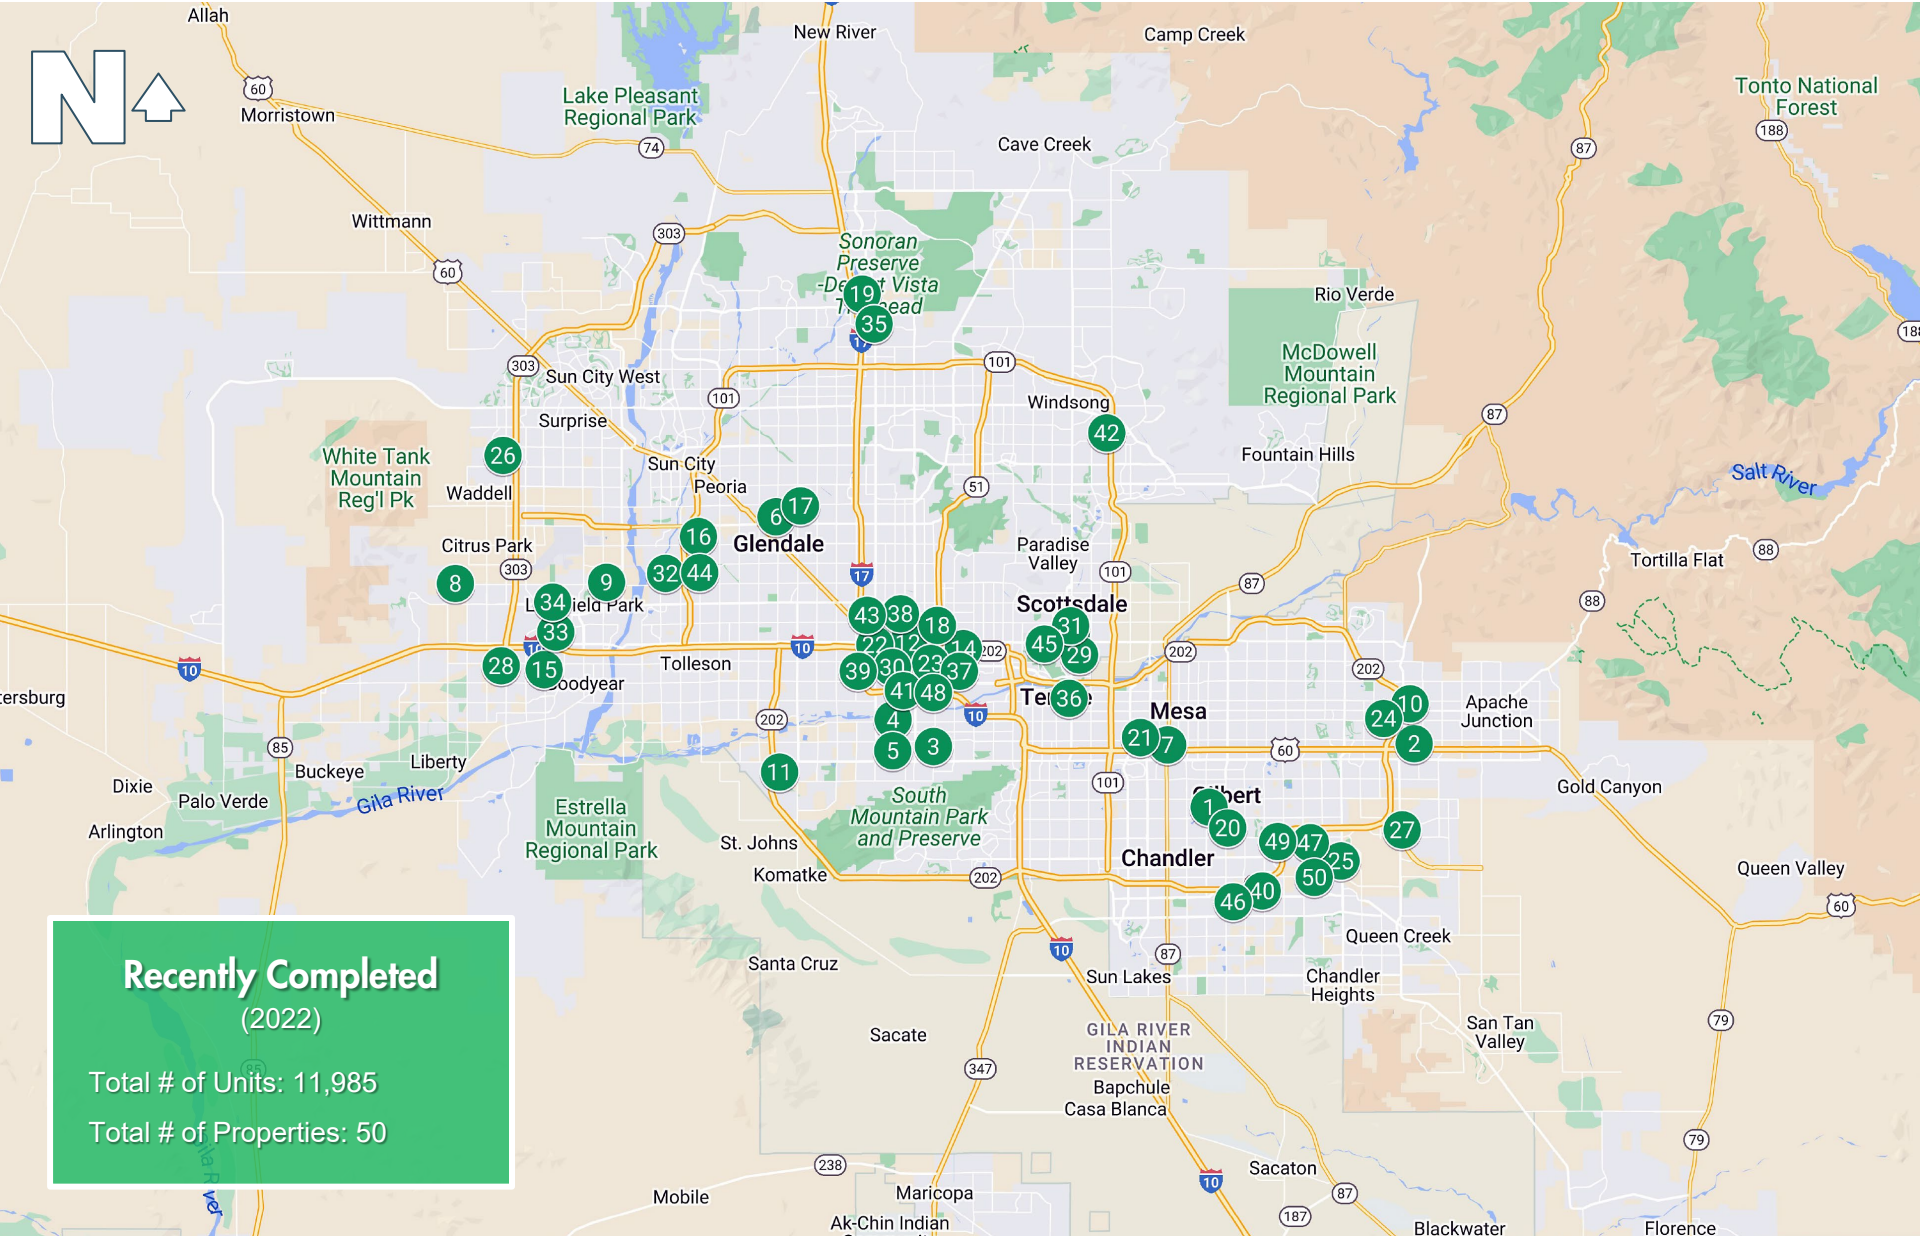 Allah
New River
Camp Creek
N
60
Morristown
Lake Pleasant
Regional Park
Tonto National
Forest
188
74
Cave Creek
87
Wittmann
303
60
Sonoran
Preserve
19
Rio Verde
35
17
188
303
Sun City West
101
McDowell
Mountain
Regional Park
101
Windsong
Surprise
87
42
26
White Tank
Mountain
Reg'l Pk
Sun City
Fountain Hills
Waddell
Peoria
51
Salt River
6
17
16
Glendale
Citrus Park
Paradise
Valley
88
Tortilla Flat
303
8
9
32
44
17
101
87
88
34
43
38
18
Scottsdale
31
33
10
22
14
202
45
29
202
10
10
28
15
Tolleson
39
30
23
37
202
Goodyear
41
48
36
10
24
Apache
Junction
4
10
Mesa
202
21
7
2
85
5
3
60
Buckeye
Liberty
11
Dixie
Palo Verde
Gila River
101
Gold Canyon
Estrella
Mountain
Regional Park
South
Mountain Park
and Preserve
1
Gilbert
20
27
Arlington
St. Johns
Chandler
49
47
25
Komatke
202
50
Queen Valley
40
46
60
Queen Creek
10
87
Santa Cruz
Sun Lakes
Chandler
Heights
Recently Completed
(2022)
Total # of Units: 11,985
Total # of Properties: 50
85
Sacate
GILA RIVER
INDIAN
RESERVATION
San Tan
Valley
79
347
Bapchule
Casa Blanca
79
238
Sacaton
10
Mobile
Maricopa
87
187
Ak-Chin Indian
Blackwater
Florence